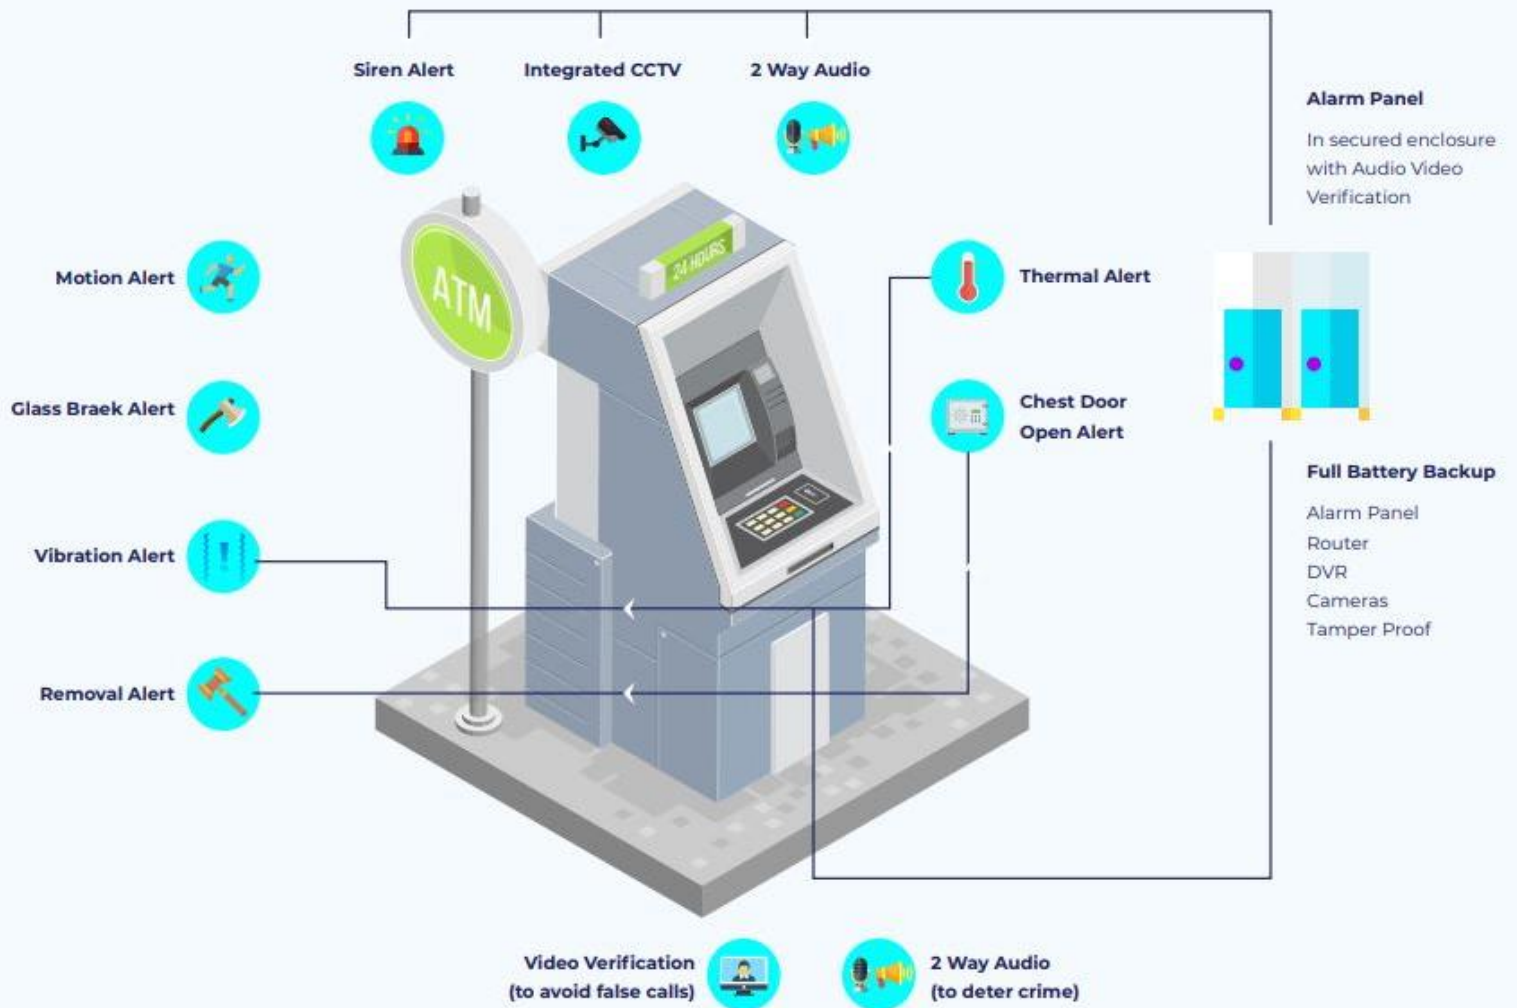 Siren Alert
Integrated CCTV
2 Way Audio
Alarm Panel
In secured enclosure
with Audio Video
Verification
Motion Alert
ATM
24 HOURS
Thermal Alert
Glass Braek Alert
Chest Door
Open Alert
Full Battery Backup
Alarm Panel
Router
DVR
Cameras
Tamper Proof
Vibration Alert
Removal Alert
Video Verification
(to avoid false calls)
2 Way Audio
(to deter crime)